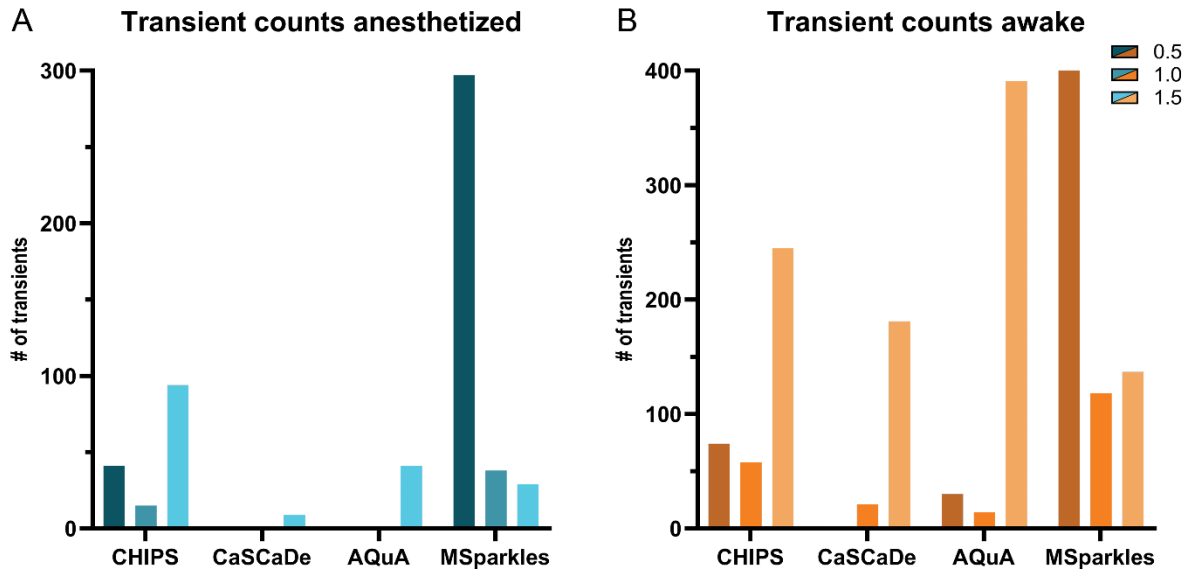 A
Transient counts anesthetized
# of transients
300
200
100
0
CHIPS
CaSCaDe
AQuA
MSparkles
B
Transient counts awake
0.5
1.0
1.5
# of transients
400
300
200
100
0
CHIPS
CaSCaDe
AQuA
MSparkles